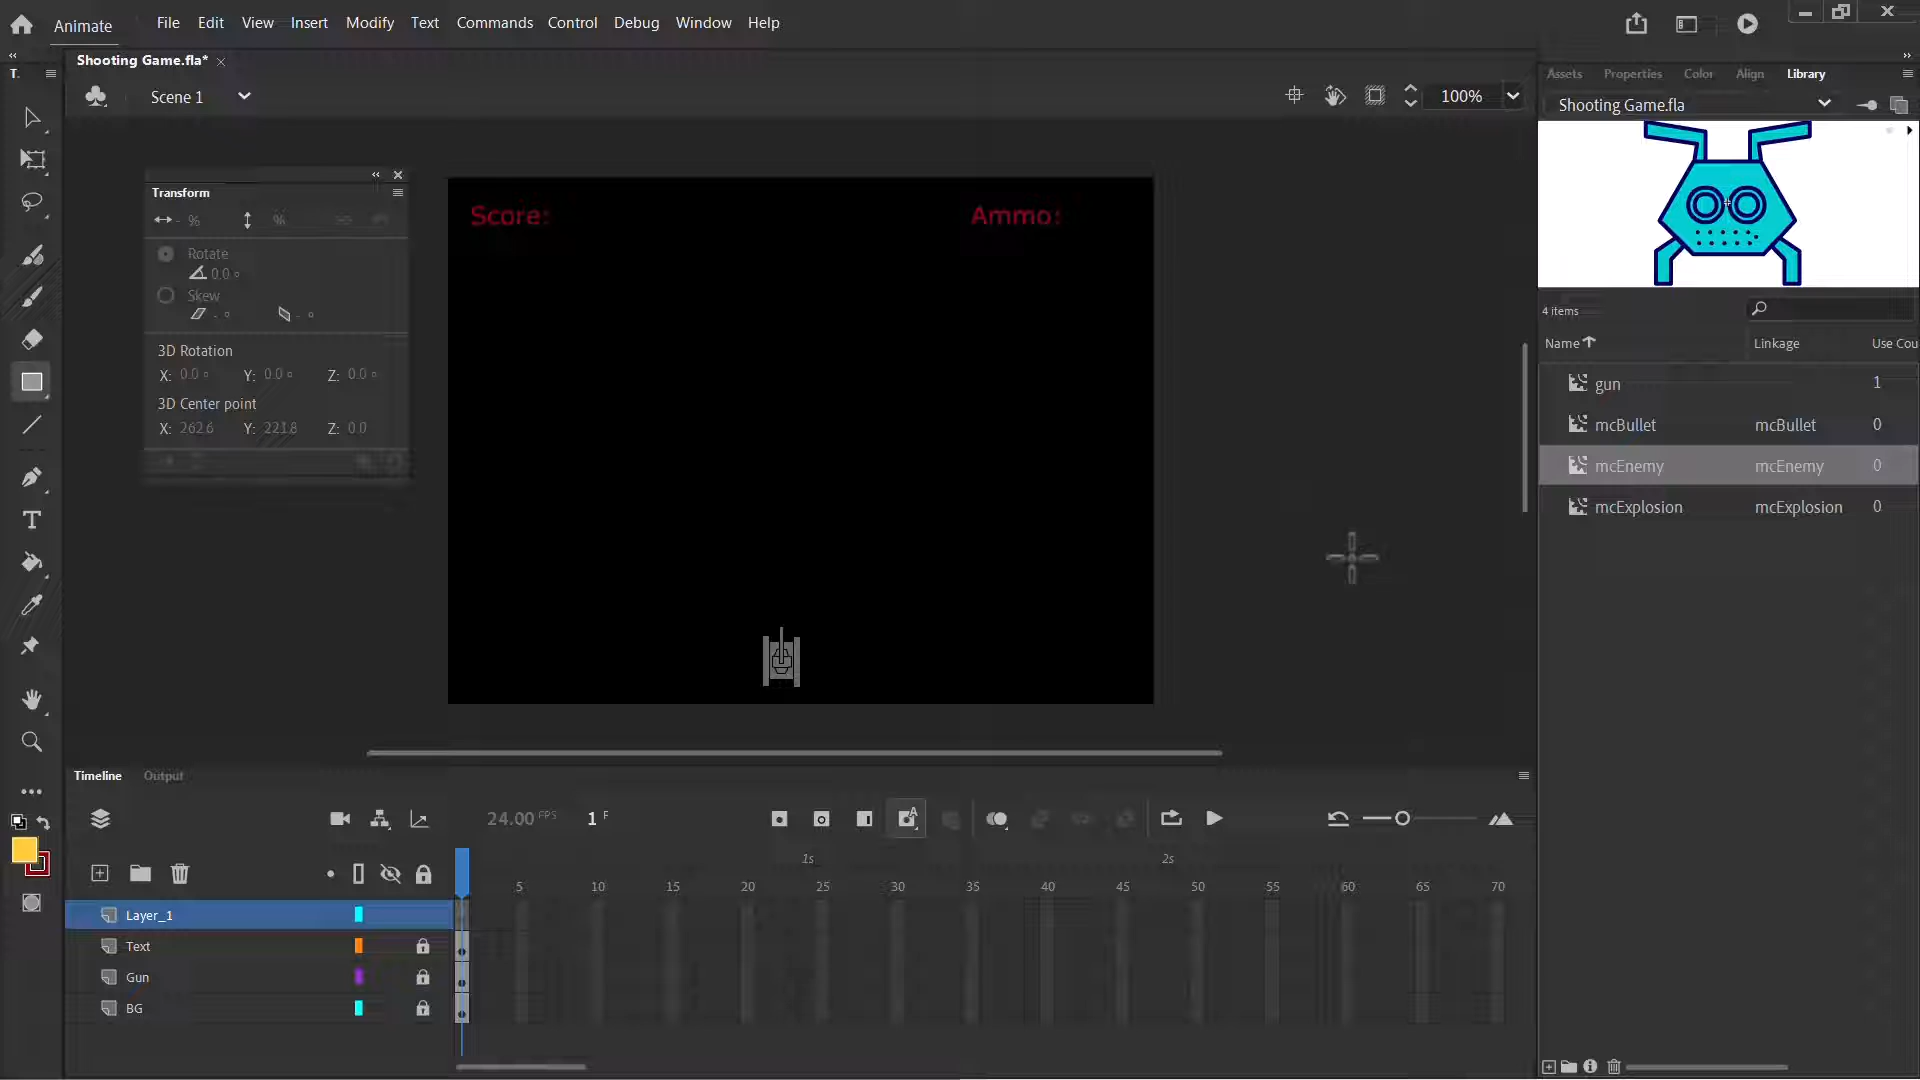 Animate File Edit View Insert Modify Text Commands Control Debug Window Help
Shooting Game.fla*
T.
Scene 1
100%
Assets Properties Color Align Library
Shooting Game.fla
Transform
- % %
Rotate
0.0 °
Skew
- ° - °
3D Rotation
X: 0.0 ° Y: 0.0 ° Z: 0.0 °
3D Center point
X: 262.6 Y: 221.8 Z: 0.0
Score: Ammo:
4 items
Name Linkage Use Cou
gun 1
mcBullet mcBullet 0
mcEnemy mcEnemy 0
mcExplosion mcExplosion 0
Timeline Output
24.00 FPS 1 F
1s 2s
5 10 15 20 25 30 35 40 45 50 55 60 65 70
Layer_1
Text
Gun
BG